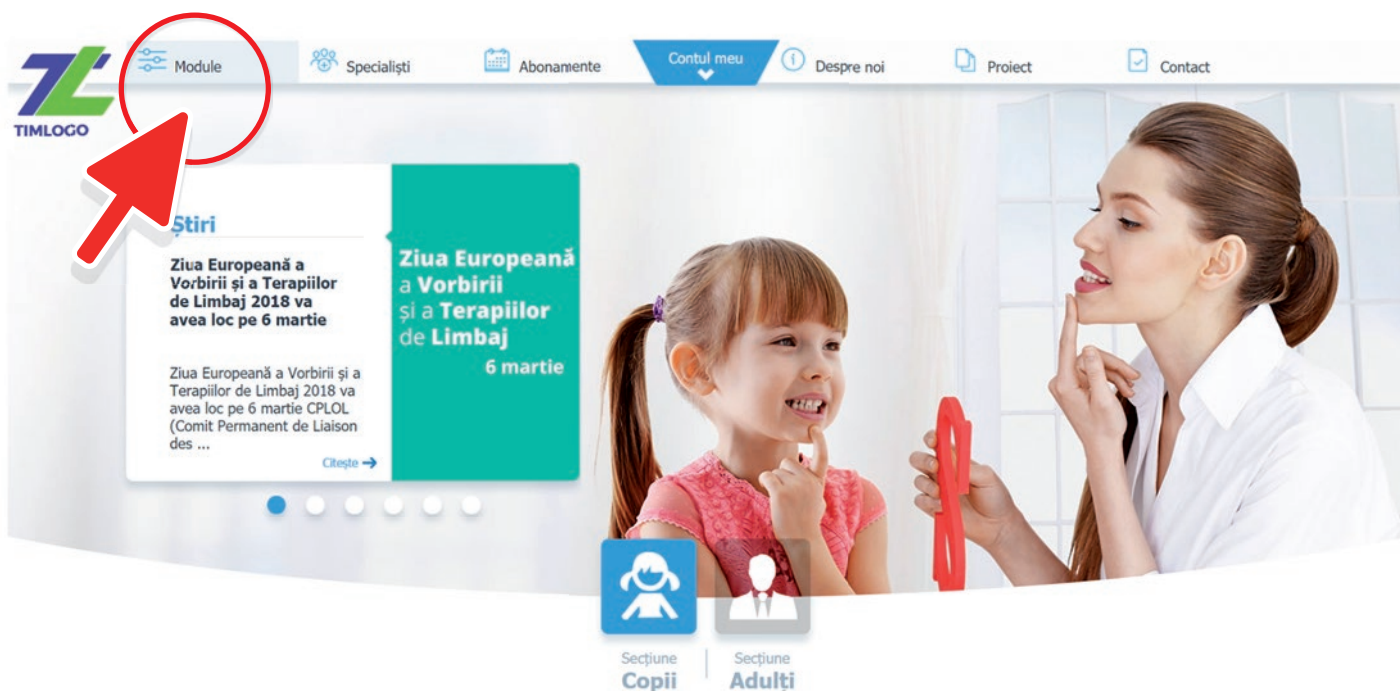 Module
Specialiști
Abonamente
Contul meu
Despre noi
Proiect
Contact
TIMLOGO
Știri
Ziua Europeană a
Vorbirii și a Terapiilor
de Limbaj 2018 va
avea loc pe 6 martie
Ziua Europeană a Vorbirii și a
Terapiilor de Limbaj 2018 va
avea loc pe 6 martie CPLOL
(Comit Permanent de Liaison
des ...
Citește
Ziua Europeană
a Vorbirii
și a Terapiilor
de Limbaj
6 martie
Secțiune
Copii
Secțiune
Adulți